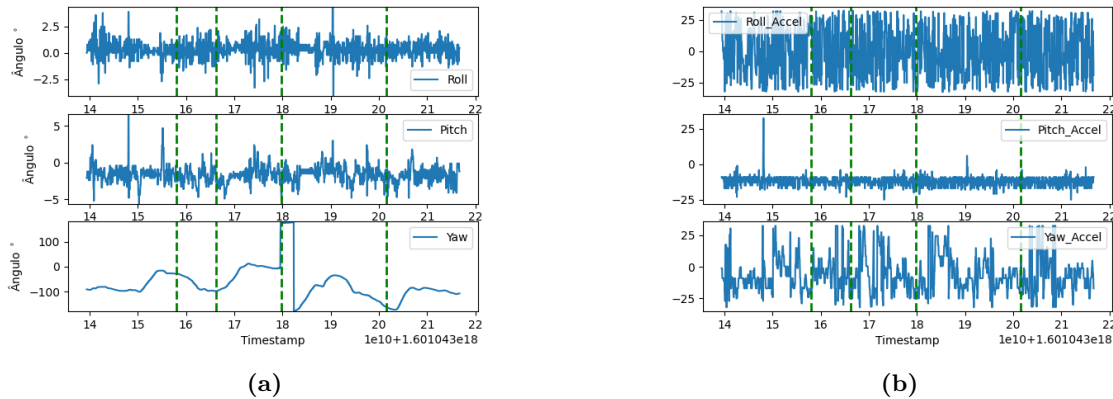 Ângulo °
2.5
0.0
−2.5
Roll
14 15 16 17 18 19 20 21 22
Ângulo °
5
0
−5
Pitch
14 15 16 17 18 19 20 21 22
Ângulo °
100
0
−100
Yaw
14 15 16 17 18 19 20 21 22
Timestamp 1e10+1.601043e18
(a)
25
0
−25
Roll_Accel
14 15 16 17 18 19 20 21 22
25
0
−25
Pitch_Accel
14 15 16 17 18 19 20 21 22
25
0
−25
Yaw_Accel
14 15 16 17 18 19 20 21 22
Timestamp 1e10+1.601043e18
(b)